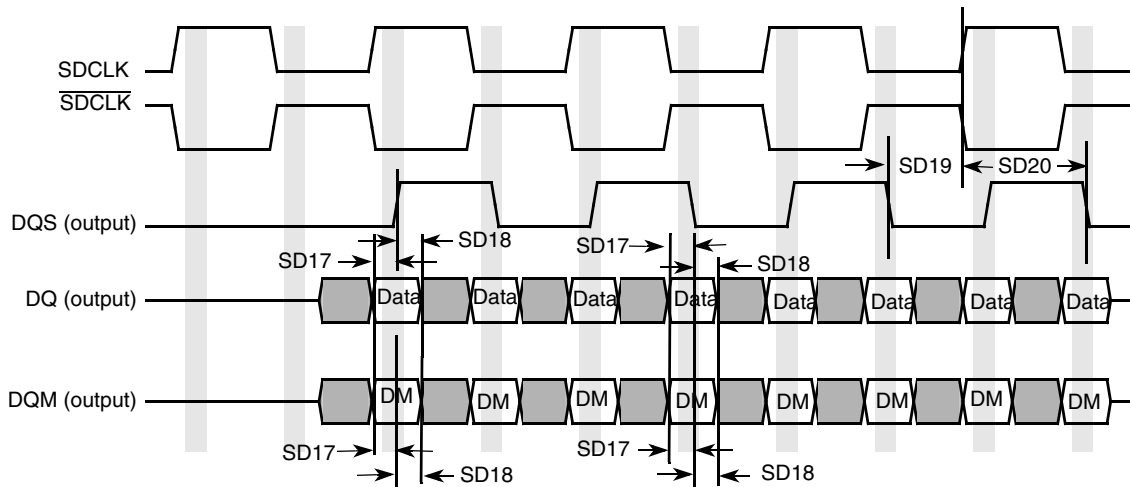 SDCLK
SDCLK
SD19 SD20
DQS (output)
SD18 SD17
SD17 SD18
DQ (output) Data Data Data Data Data Data Data Data
DQM (output) DM DM DM DM DM DM DM DM
SD17 SD17
SD18 SD18